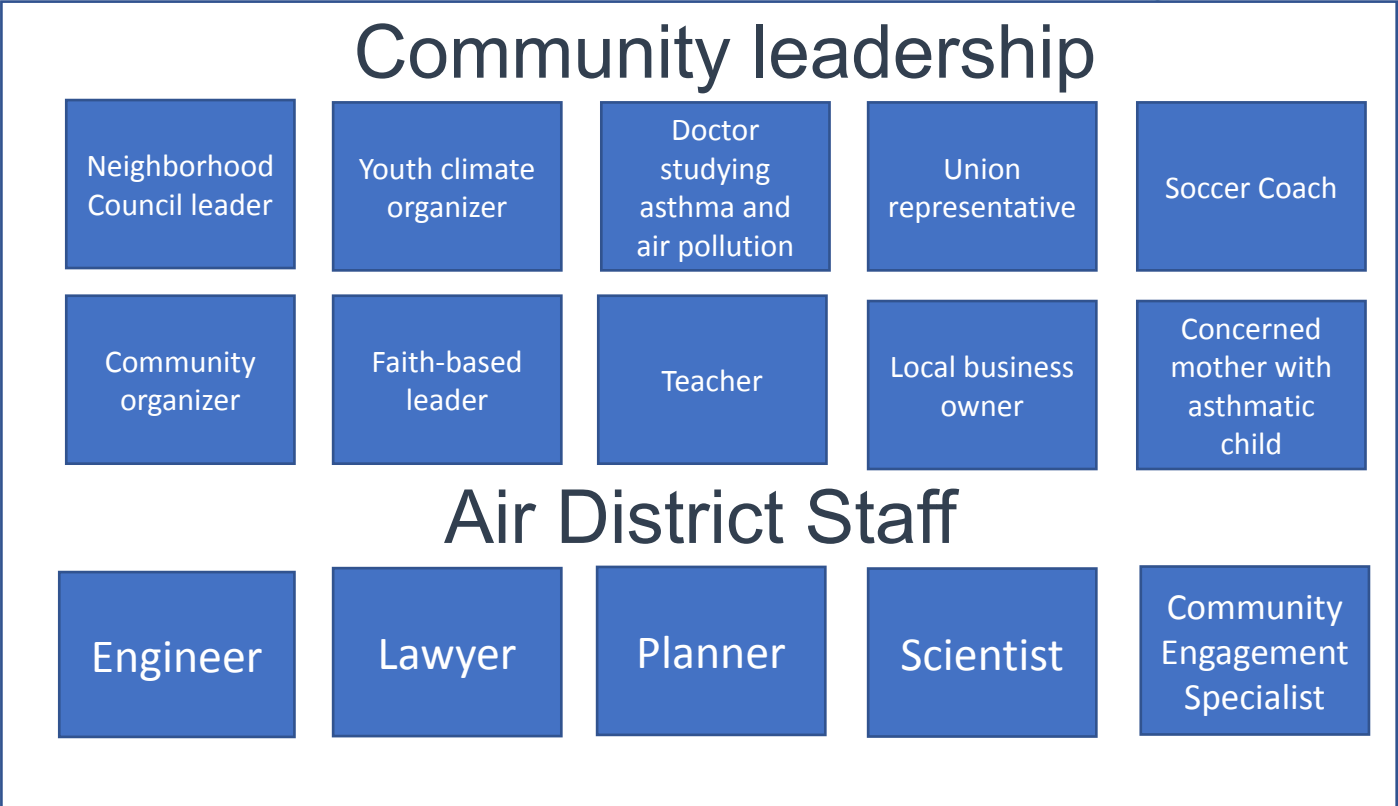 Community leadership
Neighborhood
Council leader
Youth climate
organizer
Doctor
studying
asthma and
air pollution
Union
representative
Soccer Coach
Community
organizer
Faith-based
leader
Teacher
Local business
owner
Concerned
mother with
asthmatic
child
Air District Staff
Engineer
Lawyer
Planner
Scientist
Community
Engagement
Specialist